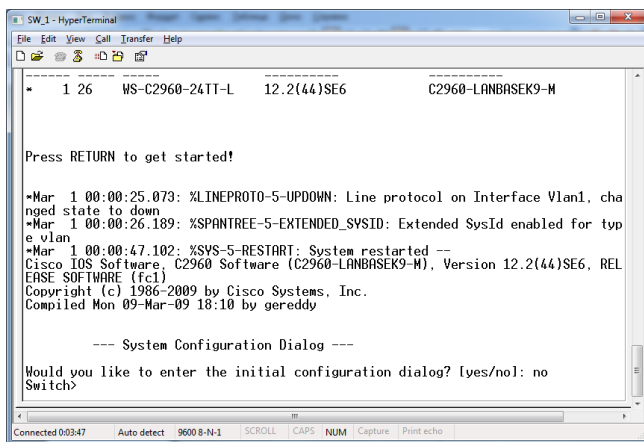 SW_1 - HyperTerminal
File Edit View Call Transfer Help
------ ----- ----- ---------- ----------
* 1 26 WS-C2960-24TT-L 12.2(44)SE6 C2960-LANBASEK9-M
Press RETURN to get started!
*Mar 1 00:00:25.073: %LINEPROTO-5-UPDOWN: Line protocol on Interface Vlan1, cha
nged state to down
*Mar 1 00:00:26.189: %SPANTREE-5-EXTENDED_SYSID: Extended SysId enabled for typ
e vlan
*Mar 1 00:00:47.102: %SYS-5-RESTART: System restarted --
Cisco IOS Software, C2960 Software (C2960-LANBASEK9-M), Version 12.2(44)SE6, REL
EASE SOFTWARE (fc1)
Copyright (c) 1986-2009 by Cisco Systems, Inc.
Compiled Mon 09-Mar-09 18:10 by gereddy
--- System Configuration Dialog ---
Would you like to enter the initial configuration dialog? [yes/no]: no
Switch>
Connected 0:03:47 Auto detect 9600 8-N-1 SCROLL CAPS NUM Capture Print echo